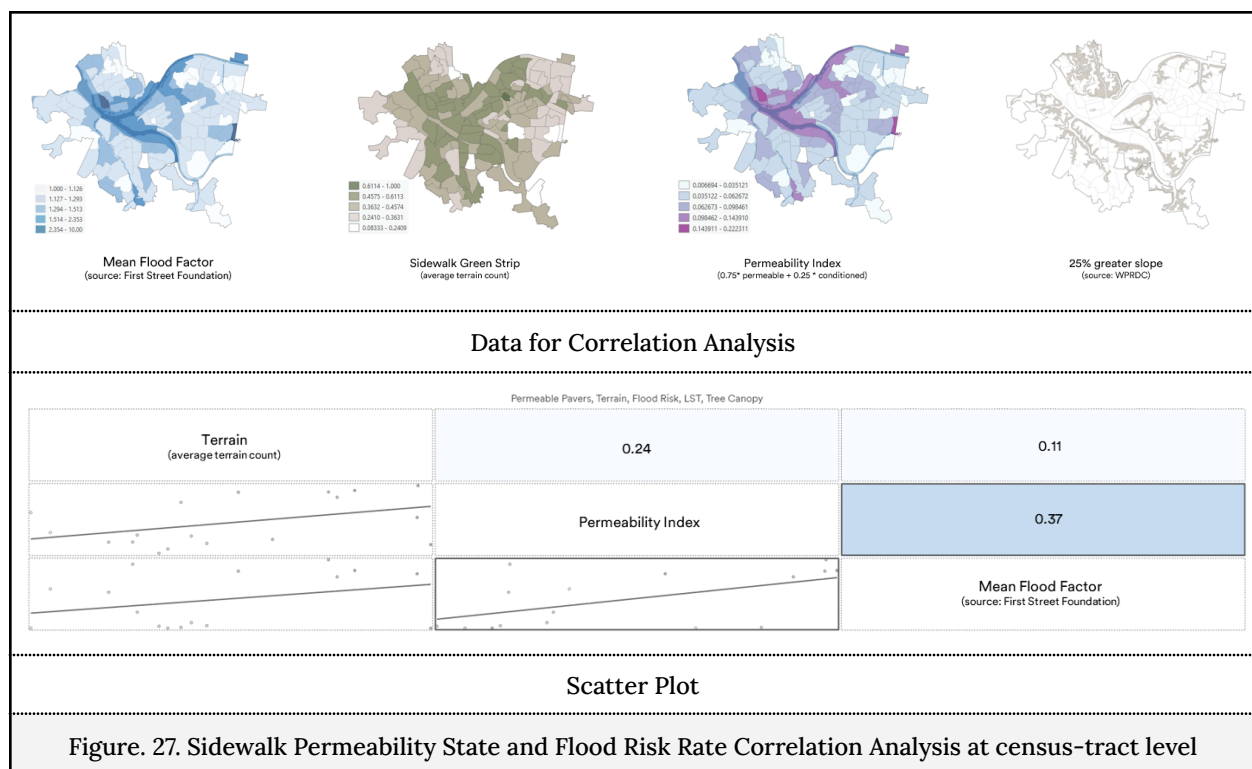 1.000 - 1.126
1.127 - 1.293
1.294 - 1.513
1.514 - 2.353
2.354 - 10.00
Mean Flood Factor
(source: First Street Foundation)
0.6114 - 1.000
0.4575 - 0.6113
0.3632 - 0.4574
0.2410 - 0.3631
0.08333 - 0.2409
Sidewalk Green Strip
(average terrain count)
0.006694 - 0.035121
0.035122 - 0.062672
0.062673 - 0.098461
0.098462 - 0.143910
0.143911 - 0.222311
Permeability Index
(0.75* permeable + 0.25 * conditioned)
25% greater slope
(source: WPRDC)
Data for Correlation Analysis
Permeable Pavers, Terrain, Flood Risk, LST, Tree Canopy
Terrain
(average terrain count)
0.24
0.11
Permeability Index
0.37
Mean Flood Factor
(source: First Street Foundation)
Scatter Plot
Figure. 27. Sidewalk Permeability State and Flood Risk Rate Correlation Analysis at census-tract level